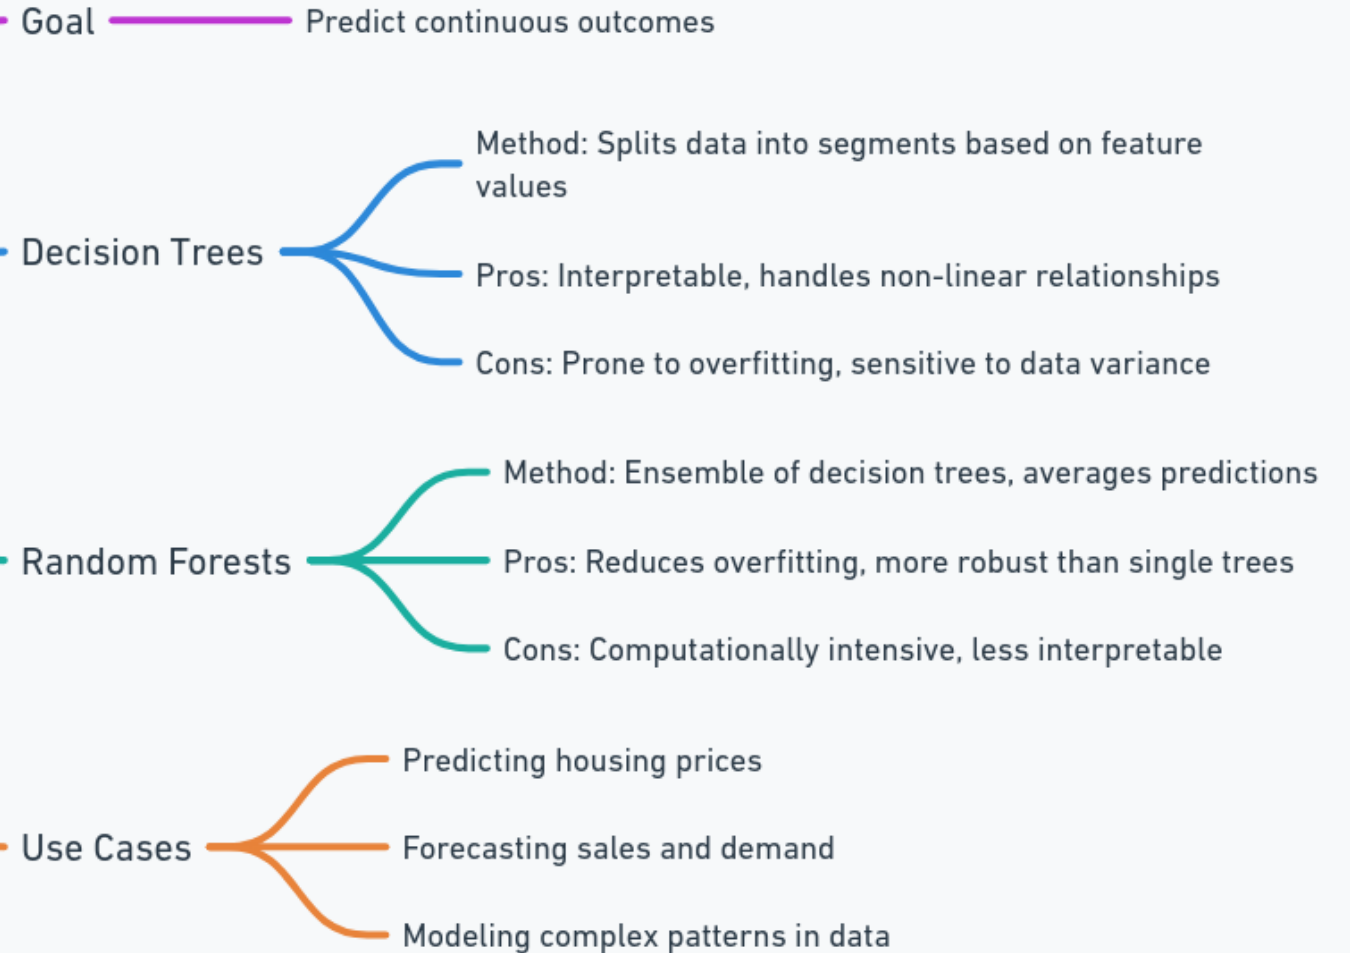 Goal
Predict continuous outcomes
Decision Trees
Method: Splits data into segments based on feature
values
Pros: Interpretable, handles non-linear relationships
Cons: Prone to overfitting, sensitive to data variance
Random Forests
Method: Ensemble of decision trees, averages predictions
Pros: Reduces overfitting, more robust than single trees
Cons: Computationally intensive, less interpretable
Use Cases
Predicting housing prices
Forecasting sales and demand
Modeling complex patterns in data